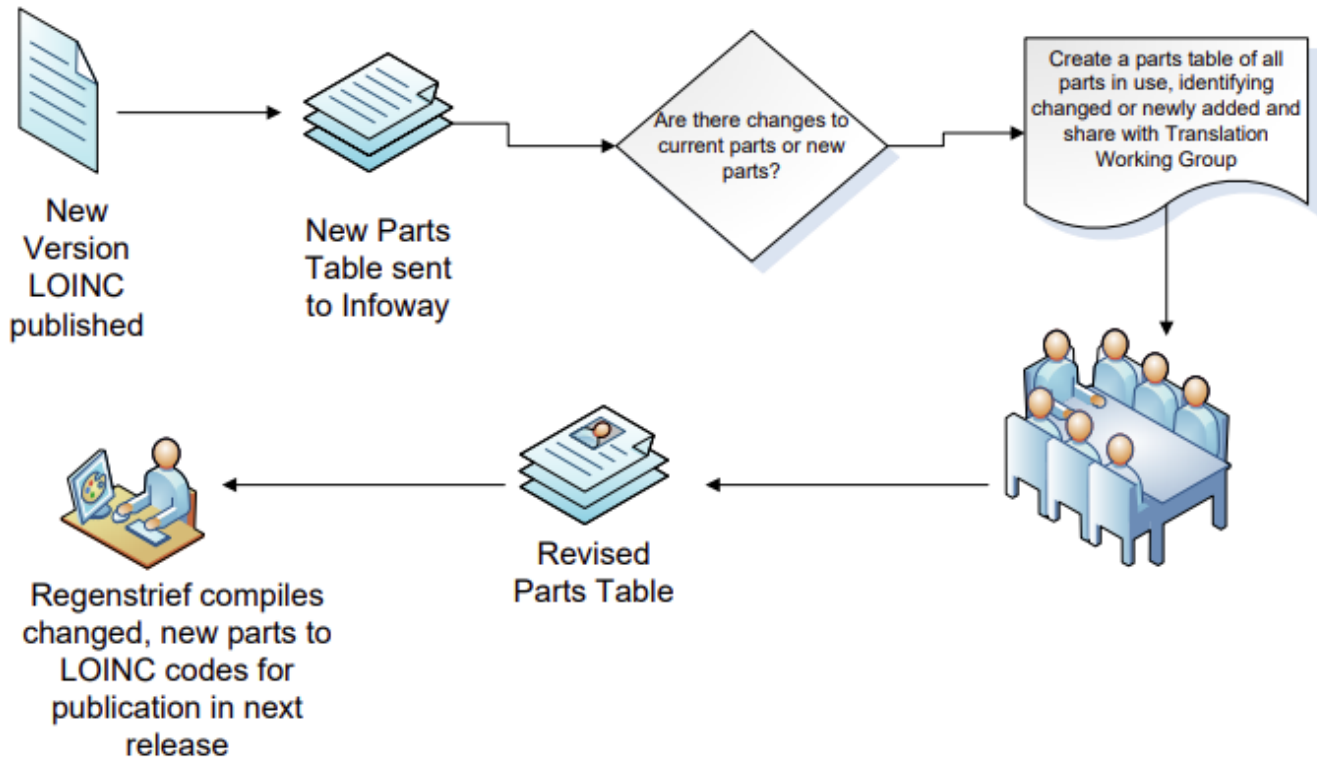 New
Version
LOINC
published
New Parts
Table sent
to Infoway
Are there changes to
current parts or new
parts?
Create a parts table of all
parts in use, identifying
changed or newly added and
share with Translation
Working Group
Revised
Parts Table
Regenstrief compiles
changed, new parts to
LOINC codes for
publication in next
release